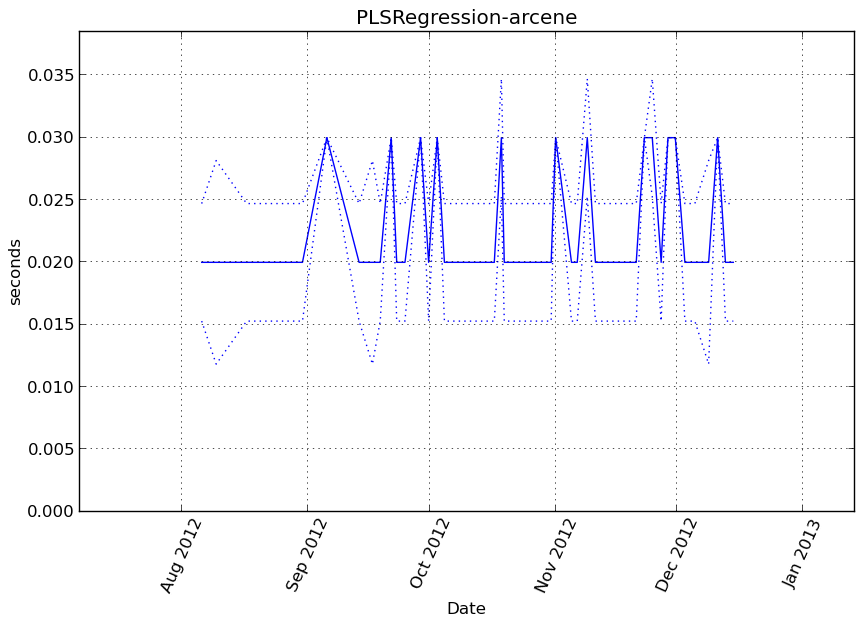 PLSRegression-arcene
0.035
0.030
0.025
0.020
0.015
0.010
0.005
0.000
seconds
Aug 2012
Sep 2012
Oct 2012
Nov 2012
Dec 2012
Jan 2013
Date